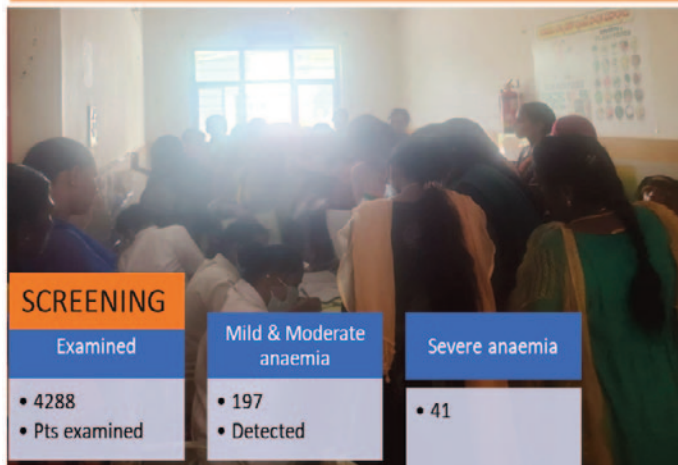 SCREENING
Examined
• 4288
• Pts examined
Mild & Moderate
anaemia
• 197
• Detected
Severe anaemia
• 41